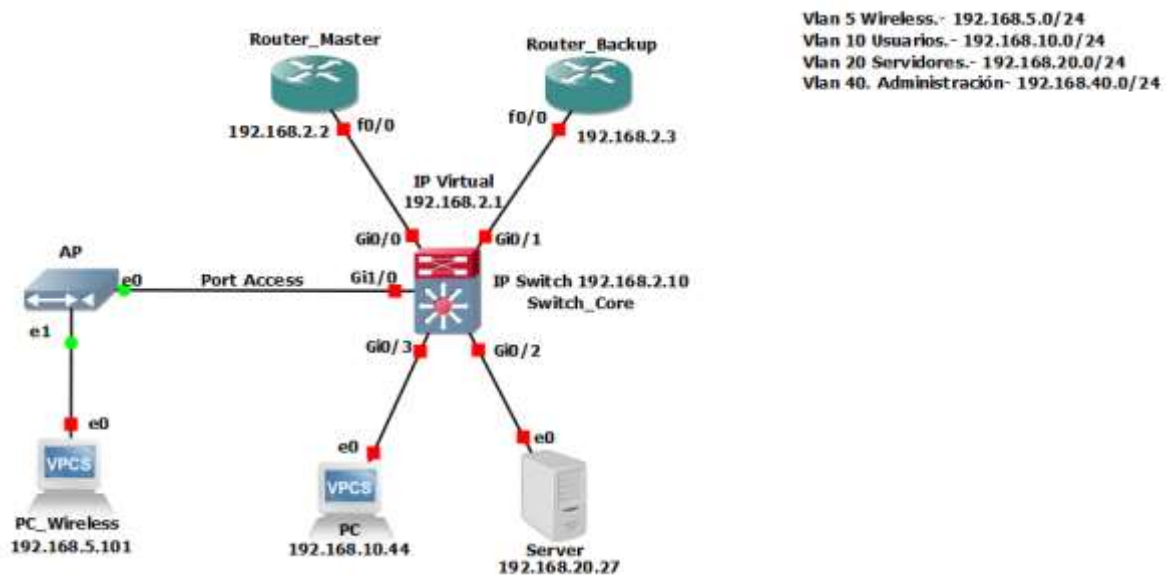 Vlan 5 Wireless.- 192.168.5.0/24
Vlan 10 Usuarios.- 192.168.10.0/24
Vlan 20 Servidores.- 192.168.20.0/24
Vlan 40. Administración- 192.168.40.0/24
Router_Master
Router_Backup
192.168.2.2
f0/0
f0/0
192.168.2.3
IP Virtual
192.168.2.1
Gi0/0
Gi0/1
AP
e0
Port Access
Gi1/0
IP Switch 192.168.2.10
Switch_Core
e1
Gi0/3
Gi0/2
e0
e0
e0
VPCS
VPCS
PC_Wireless
192.168.5.101
PC
192.168.10.44
Server
192.168.20.27